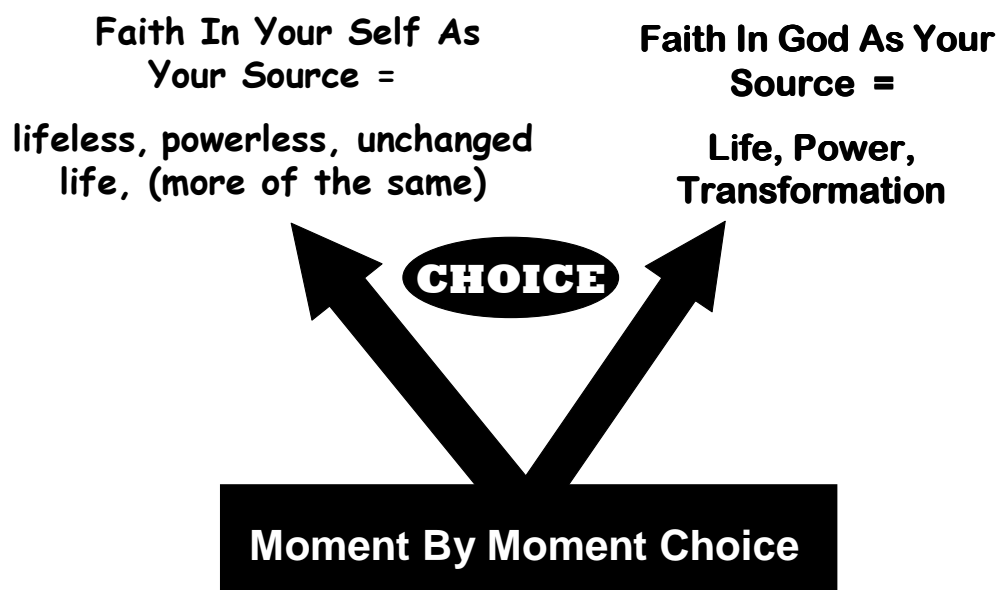 Faith In Your Self As
Your Source =
lifeless, powerless, unchanged
life, (more of the same)
Faith In God As Your
Source =
Life, Power,
Transformation
CHOICE
Moment By Moment Choice